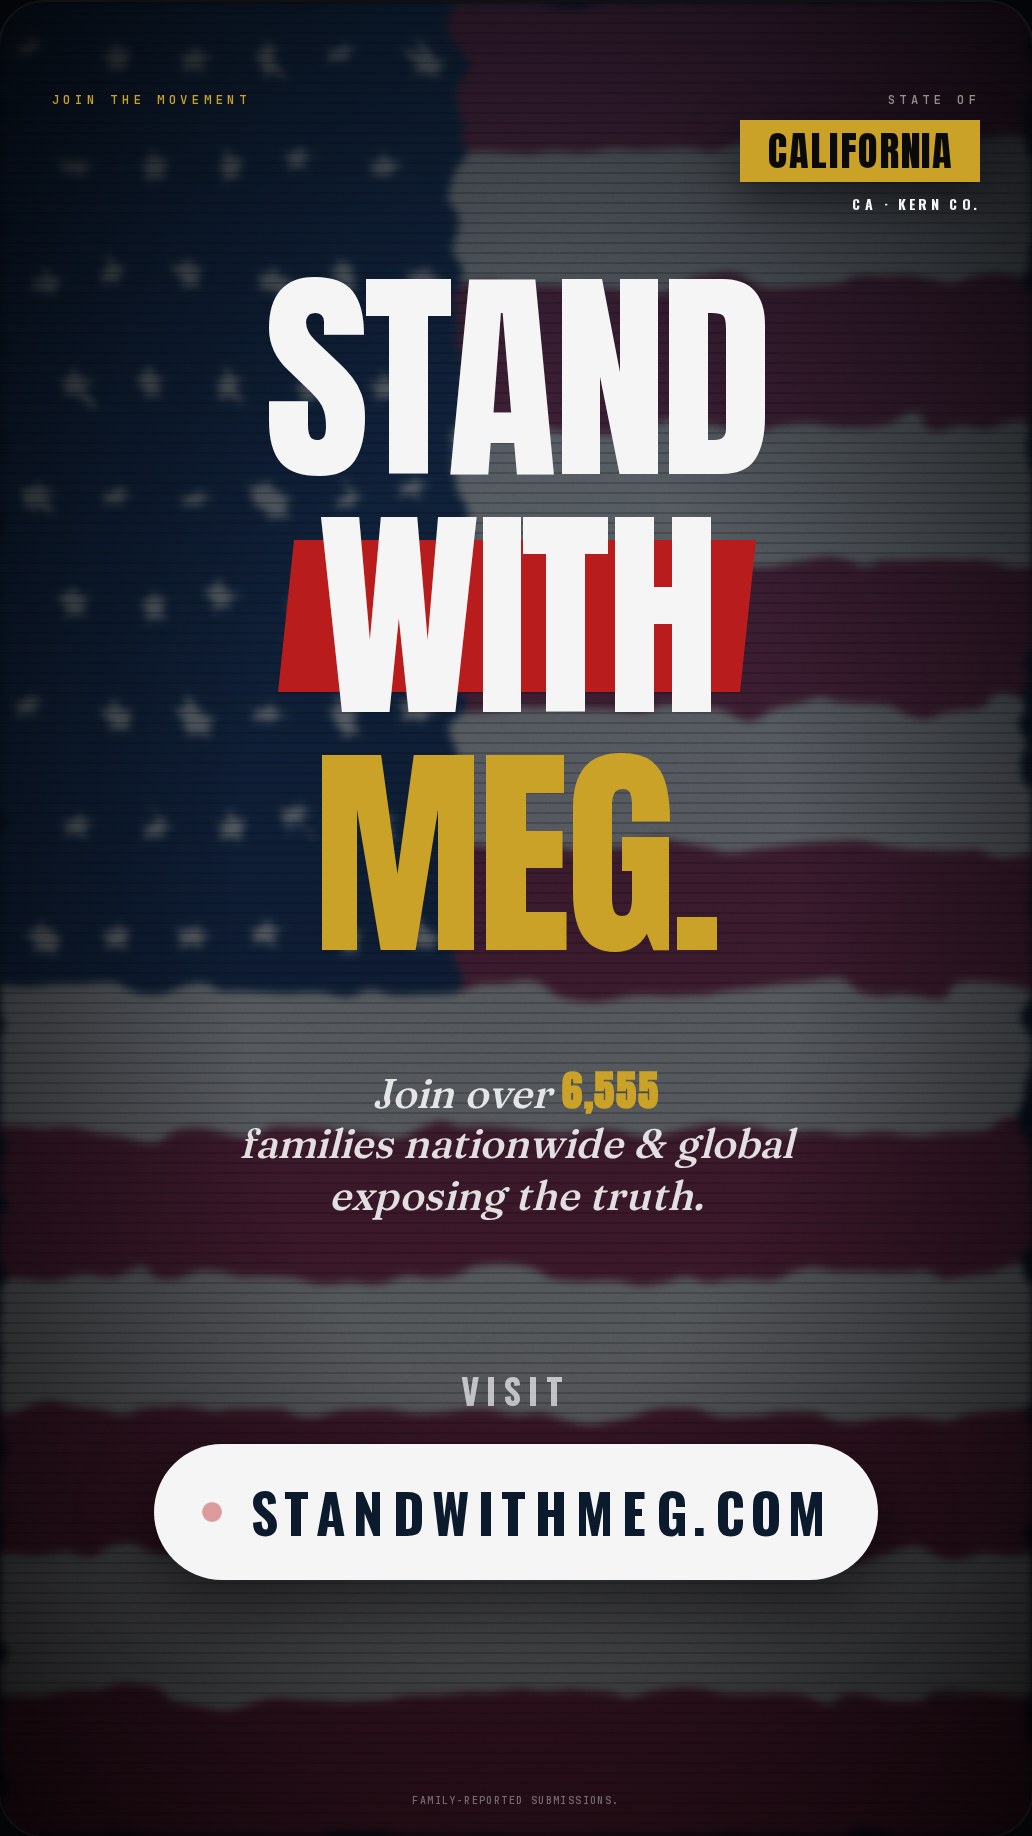 JOIN THE MOVEMENT
STATE OF
CALIFORNIA
CA · KERN CO.
STAND
WITH
MEG.
Join over 6,555
families nationwide & global
exposing the truth.
VISIT
STANDWITHMEG.COM
FAMILY-REPORTED SUBMISSIONS.